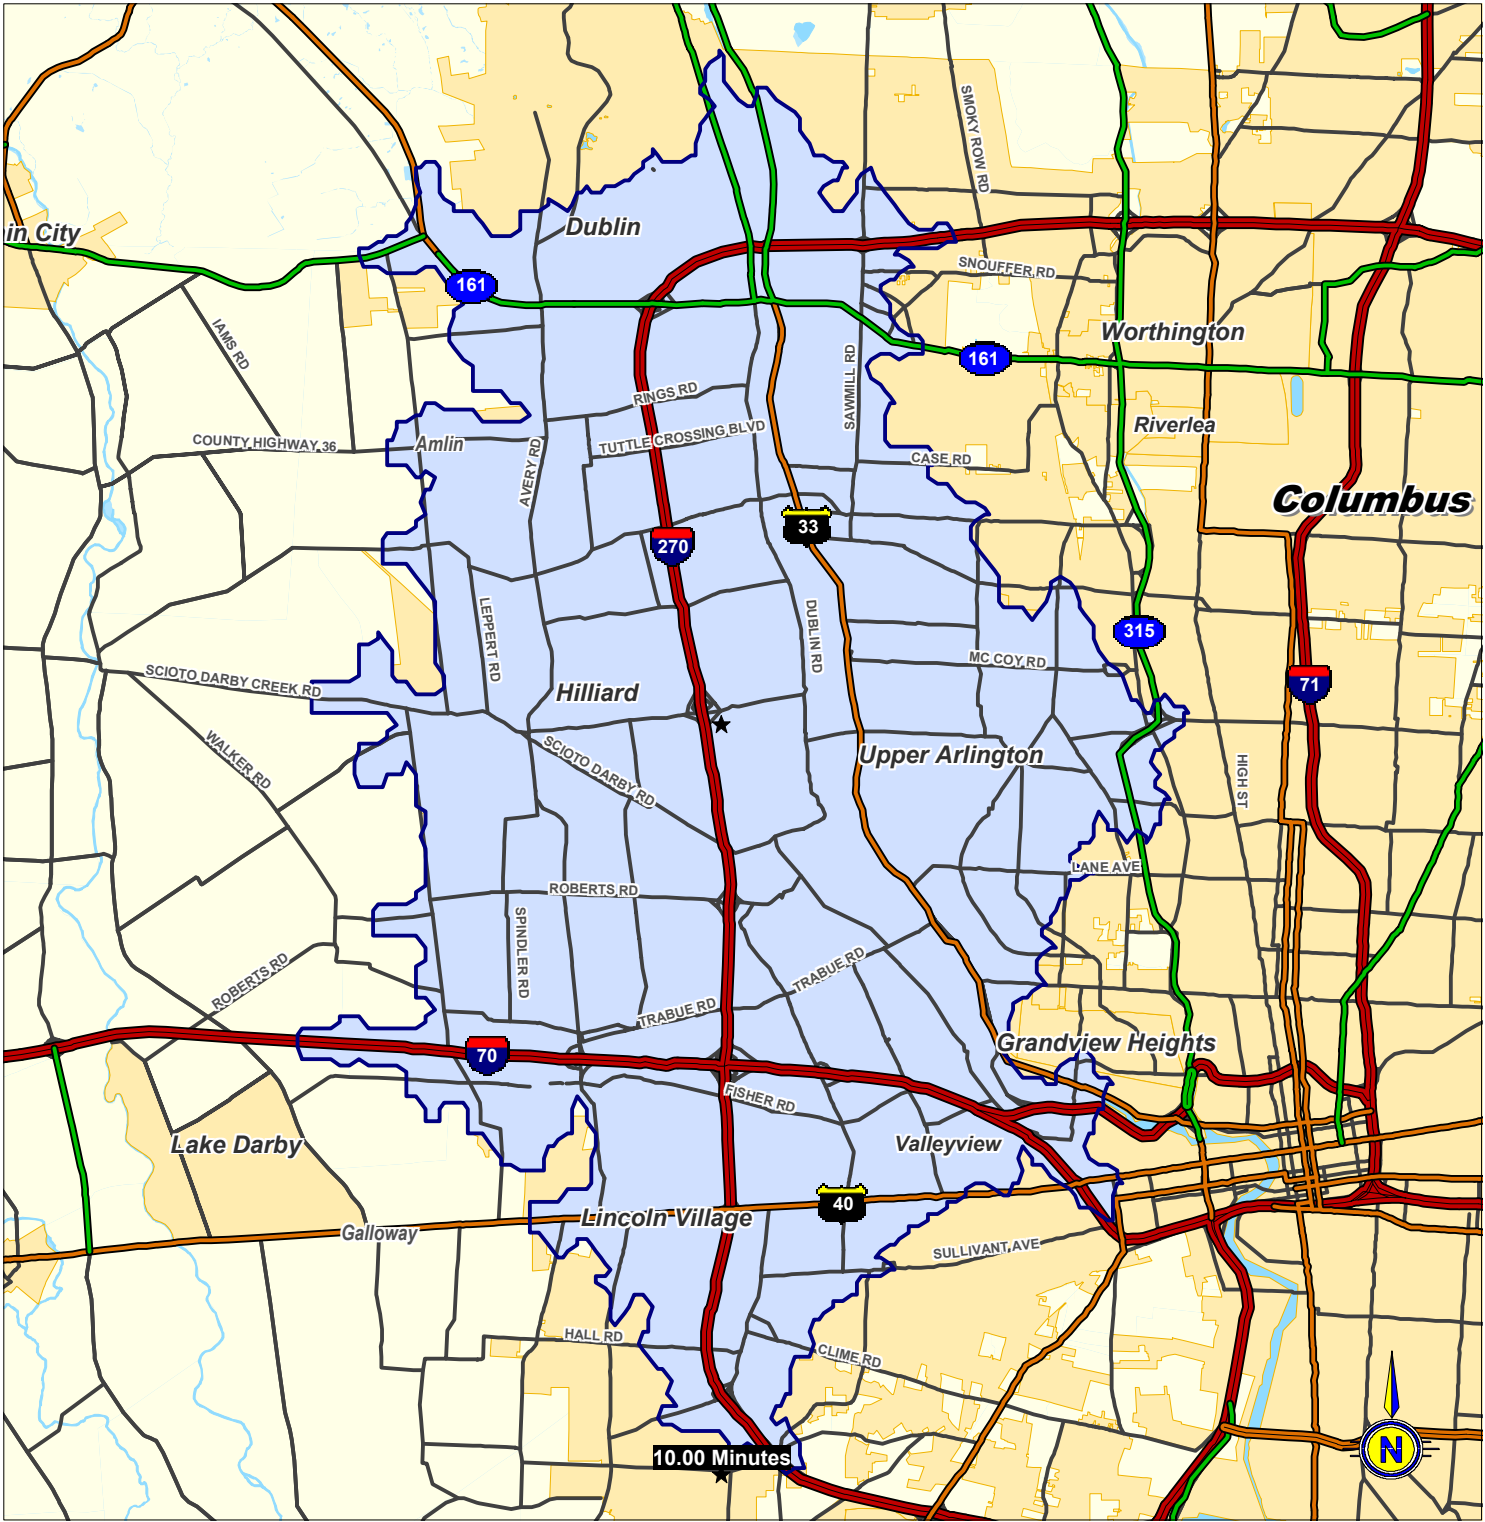 SMOKY ROW RD
Dublin
in City
SNOUFFER RD
161
IAMS RD
Worthington
161
SAWMILL RD
RINGS RD
Riverlea
TUTTLE CROSSING BLVD
COUNTY HIGHWAY 36
Amlin
CASE RD
AVERY RD
Columbus
33
270
LEPPERT RD
DUBLIN RD
315
MC COY RD
SCIOTO DARBY CREEK RD
71
Hilliard
WALKER RD
Upper Arlington
SCIOTO DARBY RD
HIGH ST
LANE AVE
ROBERTS RD
SPINDLER RD
TRABUE RD
ROBERTS RD
TRABUE RD
Grandview Heights
70
FISHER RD
Lake Darby
Valleyview
40
Lincoln Village
Galloway
SULLIVANT AVE
HALL RD
CLIME RD
N
10.00 Minutes